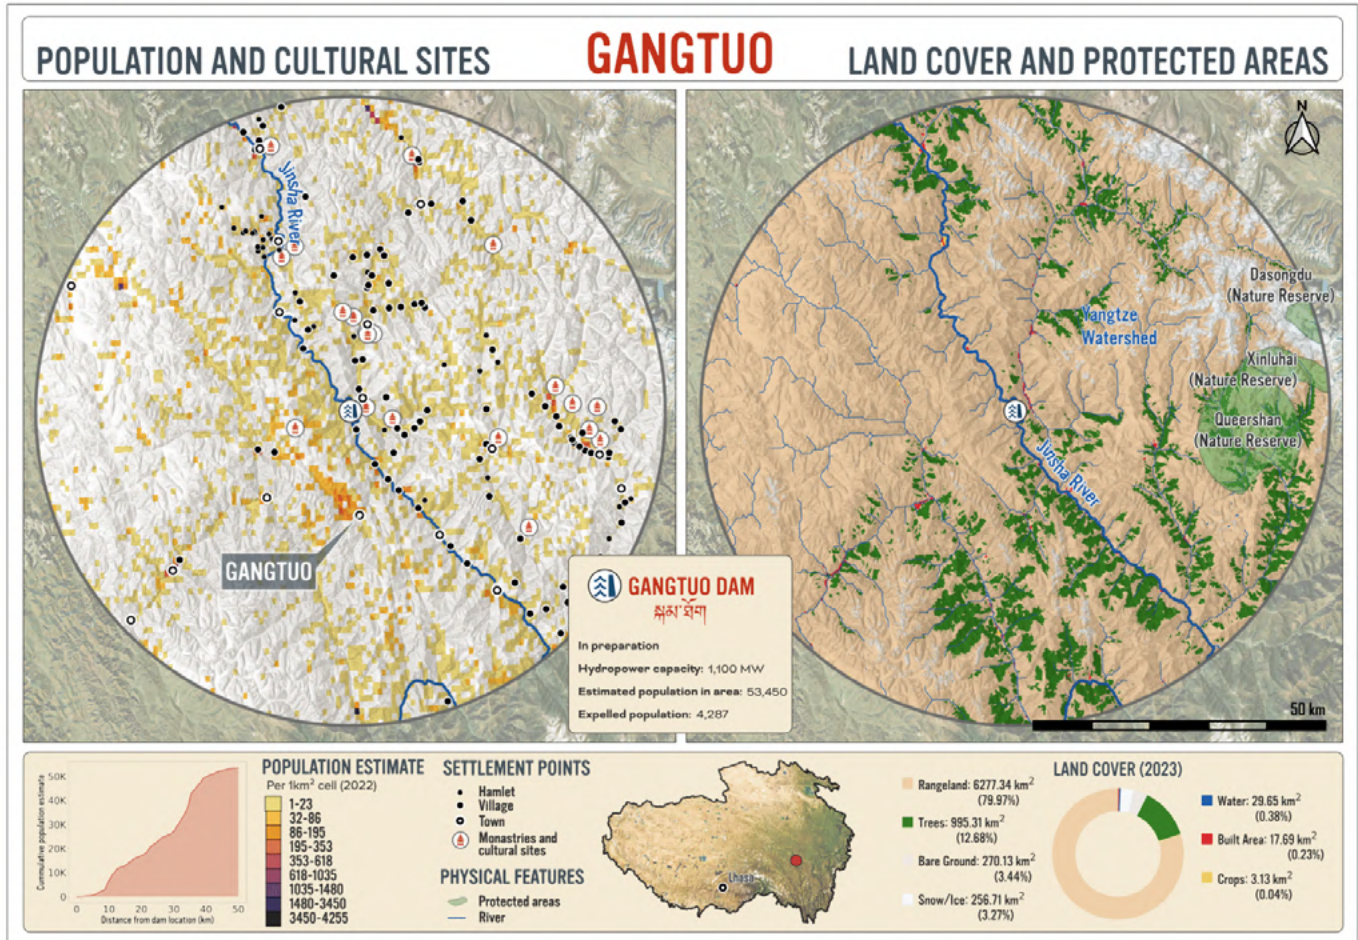 POPULATION AND CULTURAL SITES
GANGTUO
LAND COVER AND PROTECTED AREAS
Jinsha River
GANGTUO
N
Dasongdu
(Nature Reserve)
Yangtze
Watershed
Xinluhai
(Nature Reserve)
Queershan
(Nature Reserve)
Jinsha River
50 km
GANGTUO DAM
སྐམ་ཐོག
In preparation
Hydropower capacity: 1,100 MW
Estimated population in area: 53,450
Expelled population: 4,287
Cummulative population estimate
50K
40K
30K
20K
10K
0
0 10 20 30 40 50
Distance from dam location (km)
POPULATION ESTIMATE
Per 1km² cell (2022)
1-23
32-86
86-195
195-353
353-618
618-1035
1035-1480
1480-3450
3450-4255
SETTLEMENT POINTS
Hamlet
Village
Town
Monastries and
cultural sites
PHYSICAL FEATURES
Protected areas
River
Lhasa
LAND COVER (2023)
Rangeland: 6277.34 km²
(79.97%)
Trees: 995.31 km²
(12.68%)
Bare Ground: 270.13 km²
(3.44%)
Snow/Ice: 256.71 km²
(3.27%)
Water: 29.65 km²
(0.38%)
Built Area: 17.69 km²
(0.23%)
Crops: 3.13 km²
(0.04%)